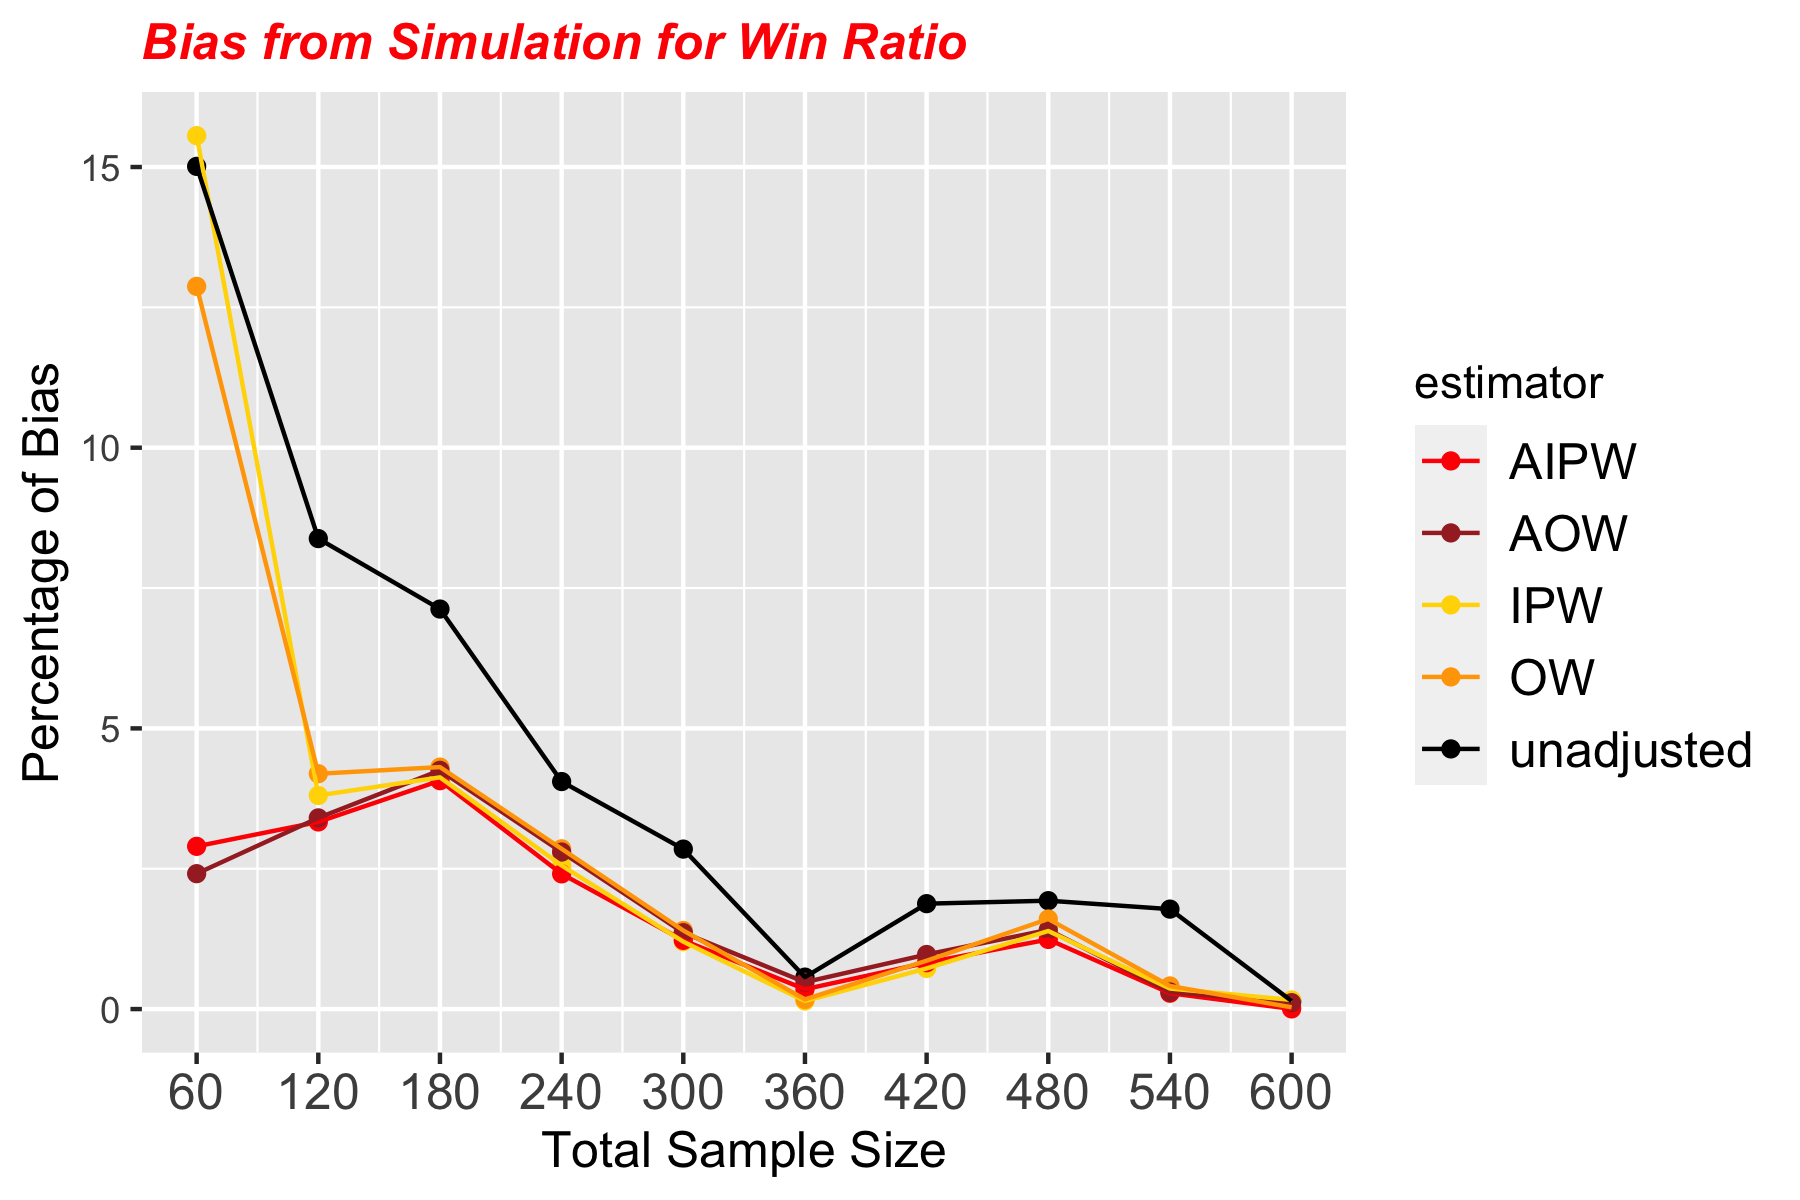 Bias from Simulation for Win Ratio
Percentage of Bias
15
10
5
0
60 120 180 240 300 360 420 480 540 600
Total Sample Size
estimator
AIPW
AOW
IPW
OW
unadjusted